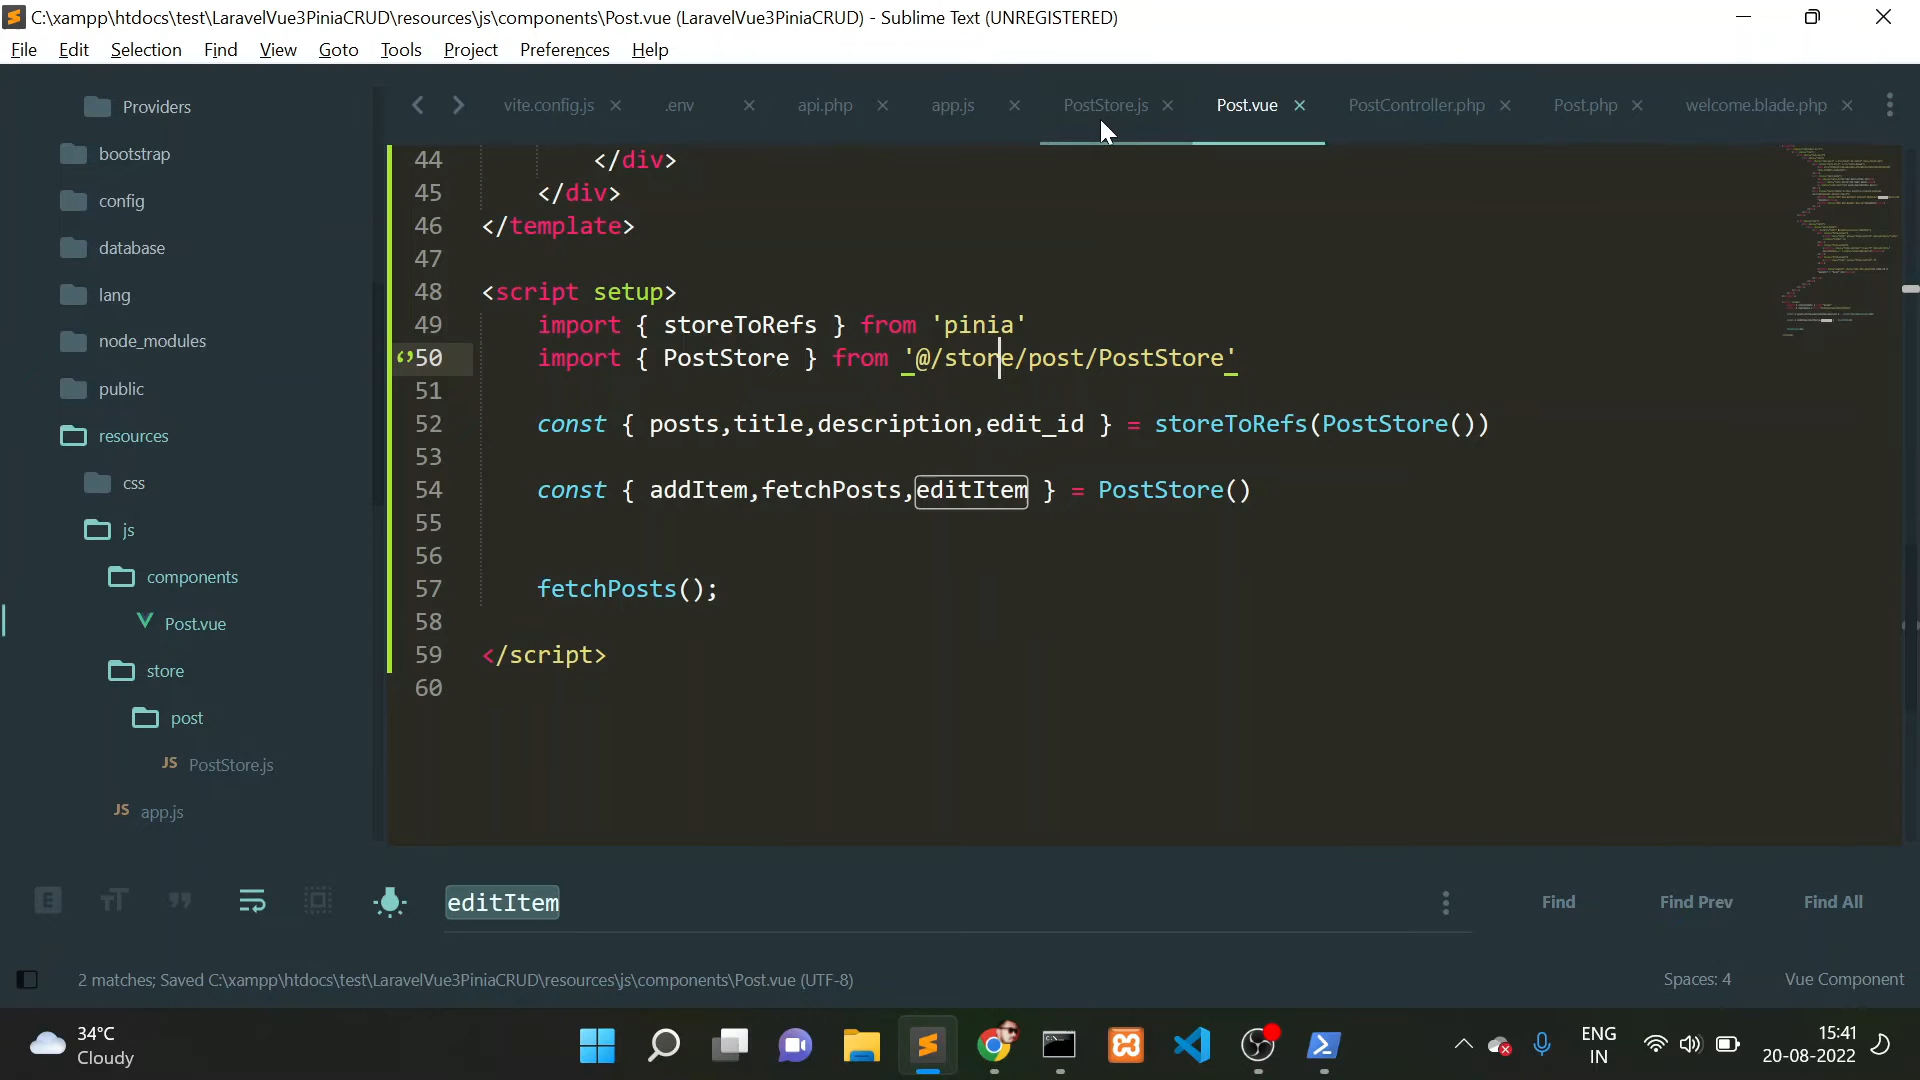 C:\xampp\htdocs\test\LaravelVue3PiniaCRUD\resources\js\components\Post.vue (LaravelVue3PiniaCRUD) - Sublime Text (UNREGISTERED)
File Edit Selection Find View Goto Tools Project Preferences Help
vite.config.js .env api.php app.js PostStore.js Post.vue PostController.php Post.php welcome.blade.php
Providers
bootstrap
config
database
lang
node_modules
public
resources
css
js
components
Post.vue
store
post
JS PostStore.js
JS app.js
44 </div>
45 </div>
46 </template>
47
48 <script setup>
49 import { storeToRefs } from 'pinia'
50 import { PostStore } from '@/store/post/PostStore'
51
52 const { posts,title,description,edit_id } = storeToRefs(PostStore())
53
54 const { addItem,fetchPosts,editItem } = PostStore()
55
56
57 fetchPosts();
58
59 </script>
60
editItem
Find Find Prev Find All
2 matches; Saved C:\xampp\htdocs\test\LaravelVue3PiniaCRUD\resources\js\components\Post.vue (UTF-8)
Spaces: 4 Vue Component
34°C
Cloudy
ENG
IN
15:41
20-08-2022